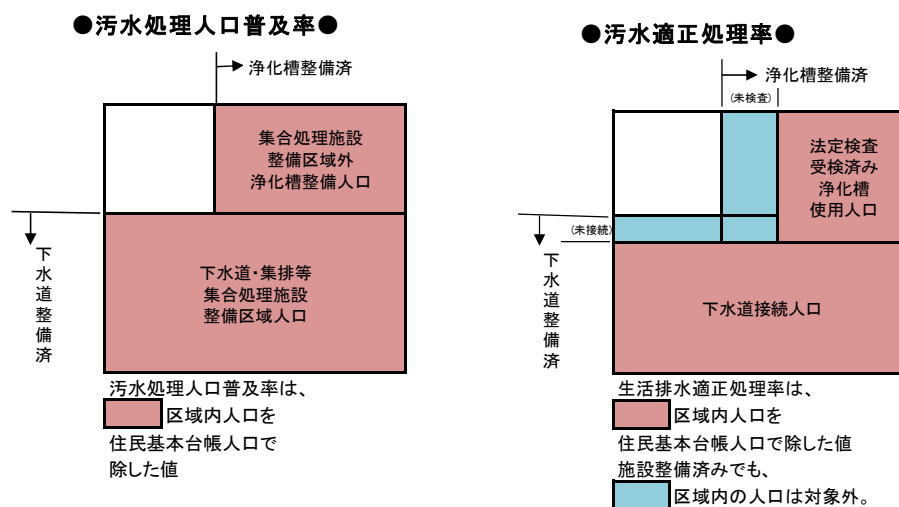 ●汚水処理人口普及率●
浄化槽整備済
集合処理施設
整備区域外
浄化槽整備人口
下水道整備済
下水道・集排等
集合処理施設
整備区域人口
汚水処理人口普及率は、
区域内人口を
住民基本台帳人口で
除した値
●汚水適正処理率●
浄化槽整備済
(未検査)
法定検査
受検済み
浄化槽
使用人口
(未接続)
下水道整備済
下水道接続人口
生活排水適正処理率は、
区域内人口を
住民基本台帳人口で除した値
施設整備済みでも、
区域内の人口は対象外。